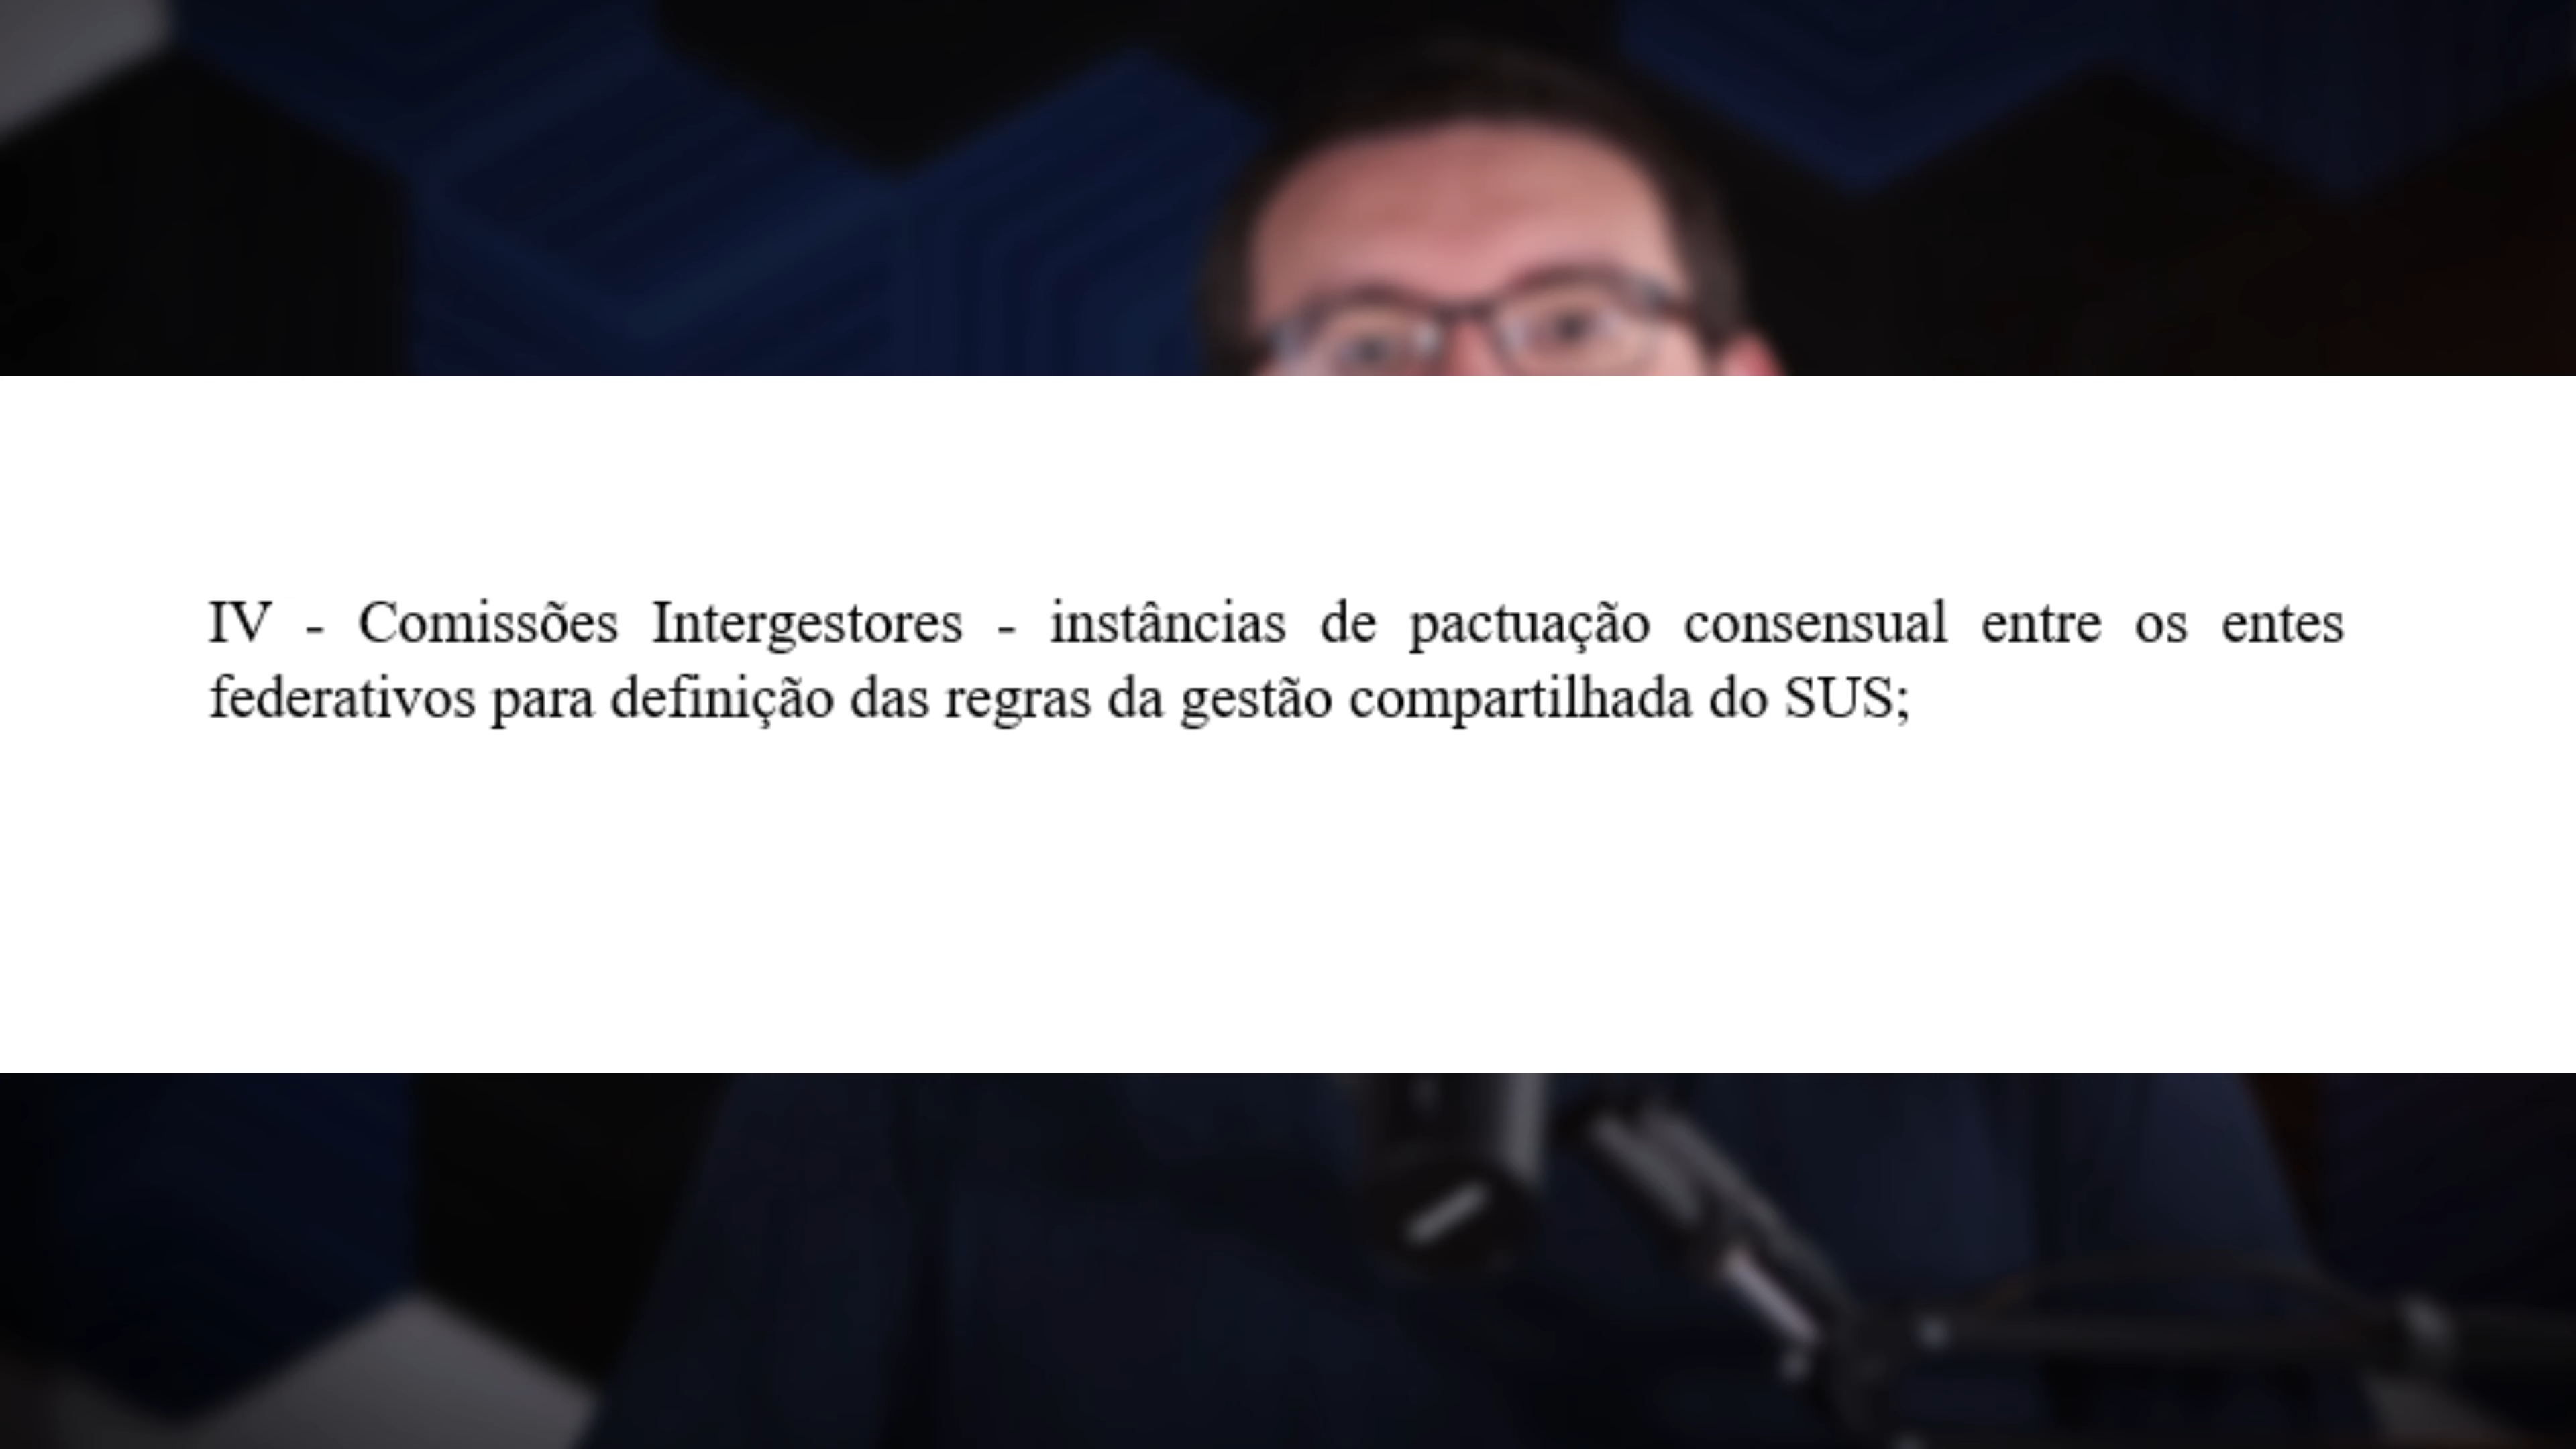 IV - Comissões Intergestores - instâncias de pactuação consensual entre os entes
federativos para definição das regras da gestão compartilhada do SUS;